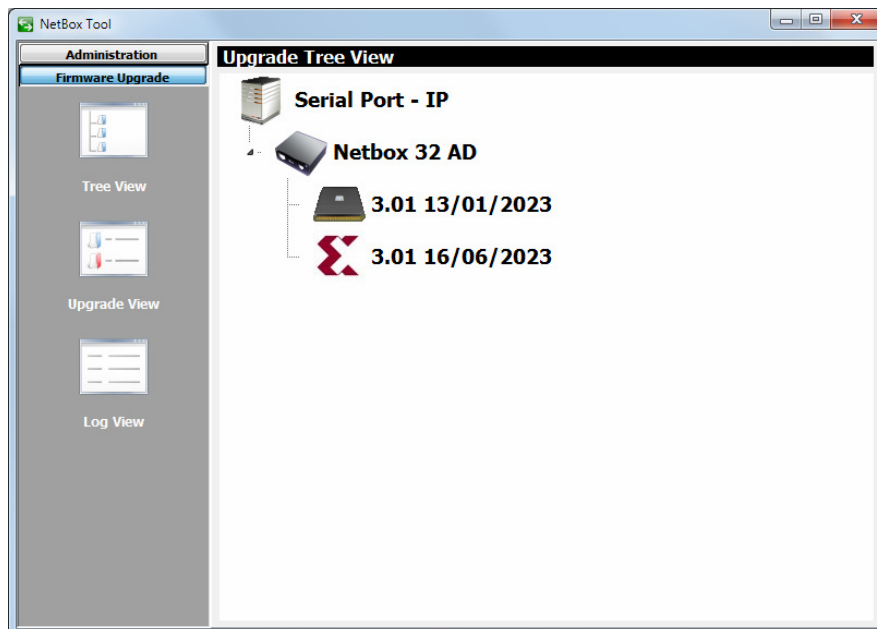 NetBox Tool
Administration
Firmware Upgrade
Tree View
Upgrade View
Log View
Upgrade Tree View
Serial Port - IP
Netbox 32 AD
3.01 13/01/2023
3.01 16/06/2023